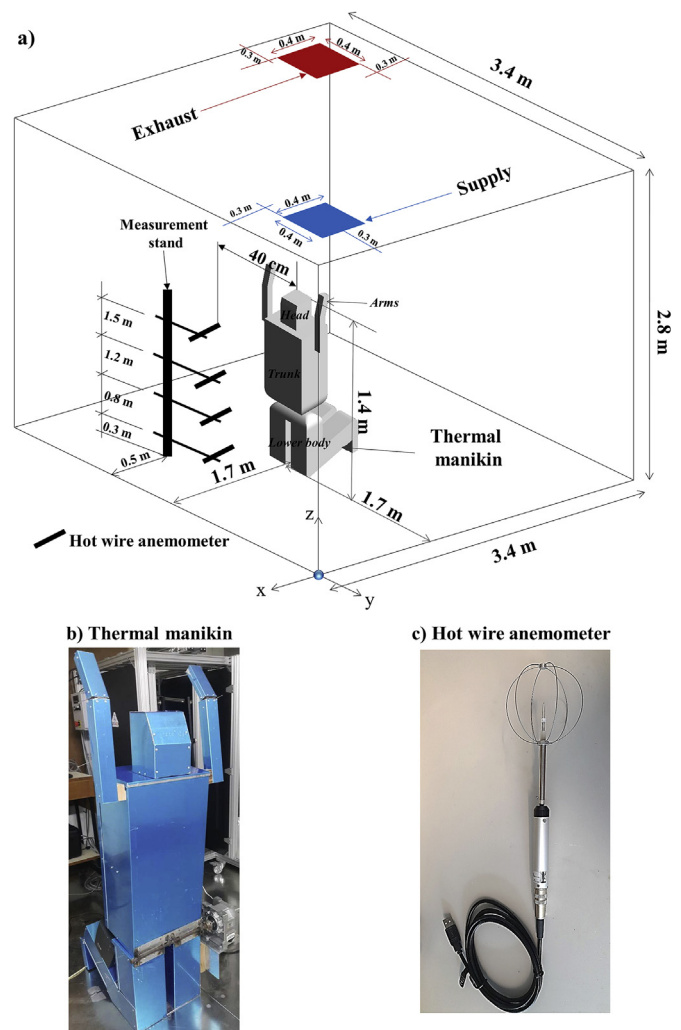 a)
0.4 m
0.4 m
0.3 m
0.3 m
3.4 m
Exhaust
Supply
0.3 m
0.4 m
0.4 m
0.3 m
Measurement
stand
40 cm
Arms
Head
1.5 m
1.2 m
0.8 m
0.3 m
0.5 m
2.8 m
Trunk
1.4 m
Lower body
Thermal
manikin
1.7 m
1.7 m
3.4 m
z
x
y
Hot wire anemometer
b) Thermal manikin
c) Hot wire anemometer